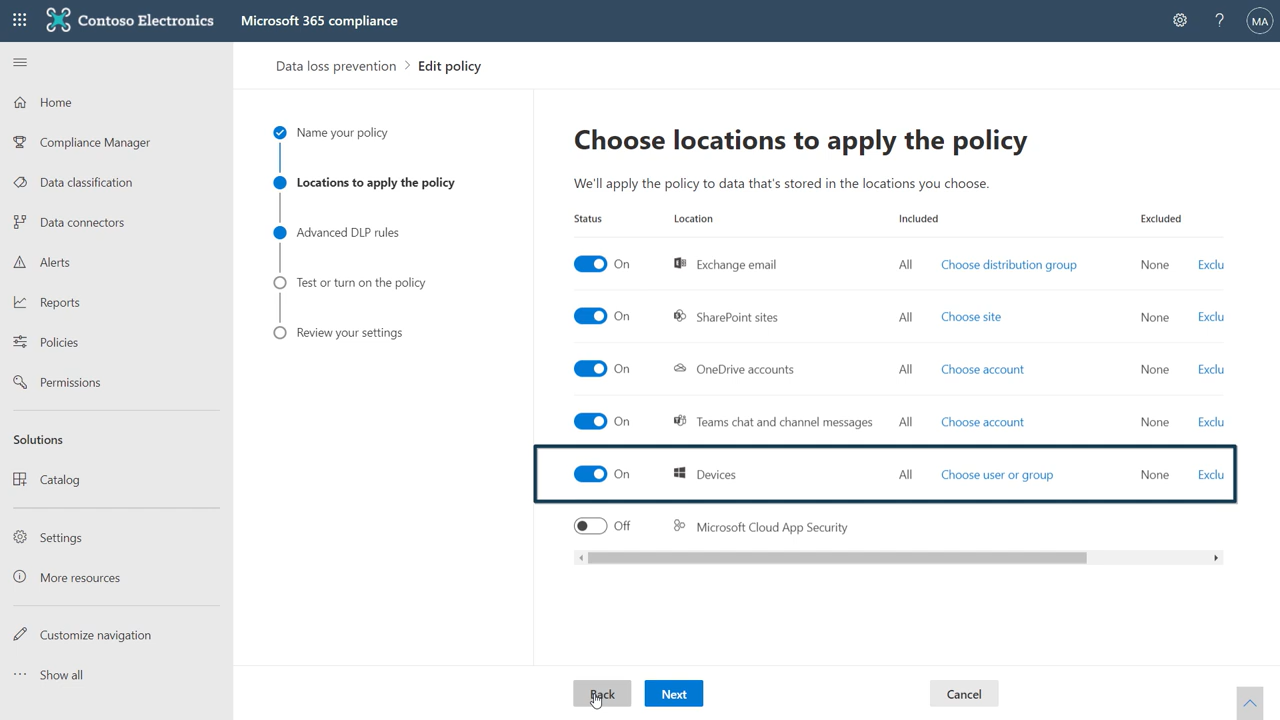 Contoso Electronics
Microsoft 365 compliance
?
MA
Home
Compliance Manager
Data classification
Data connectors
Alerts
Reports
Policies
Permissions
Solutions
Catalog
Settings
More resources
Customize navigation
Show all
Data loss prevention > Edit policy
Name your policy
Locations to apply the policy
Advanced DLP rules
Test or turn on the policy
Review your settings
Choose locations to apply the policy
We'll apply the policy to data that's stored in the locations you choose.
Status Location Included Excluded
On Exchange email All Choose distribution group None Exclu
On SharePoint sites All Choose site None Exclu
On OneDrive accounts All Choose account None Exclu
On Teams chat and channel messages All Choose account None Exclu
On Devices All Choose user or group None Exclu
Off Microsoft Cloud App Security
Back Next Cancel